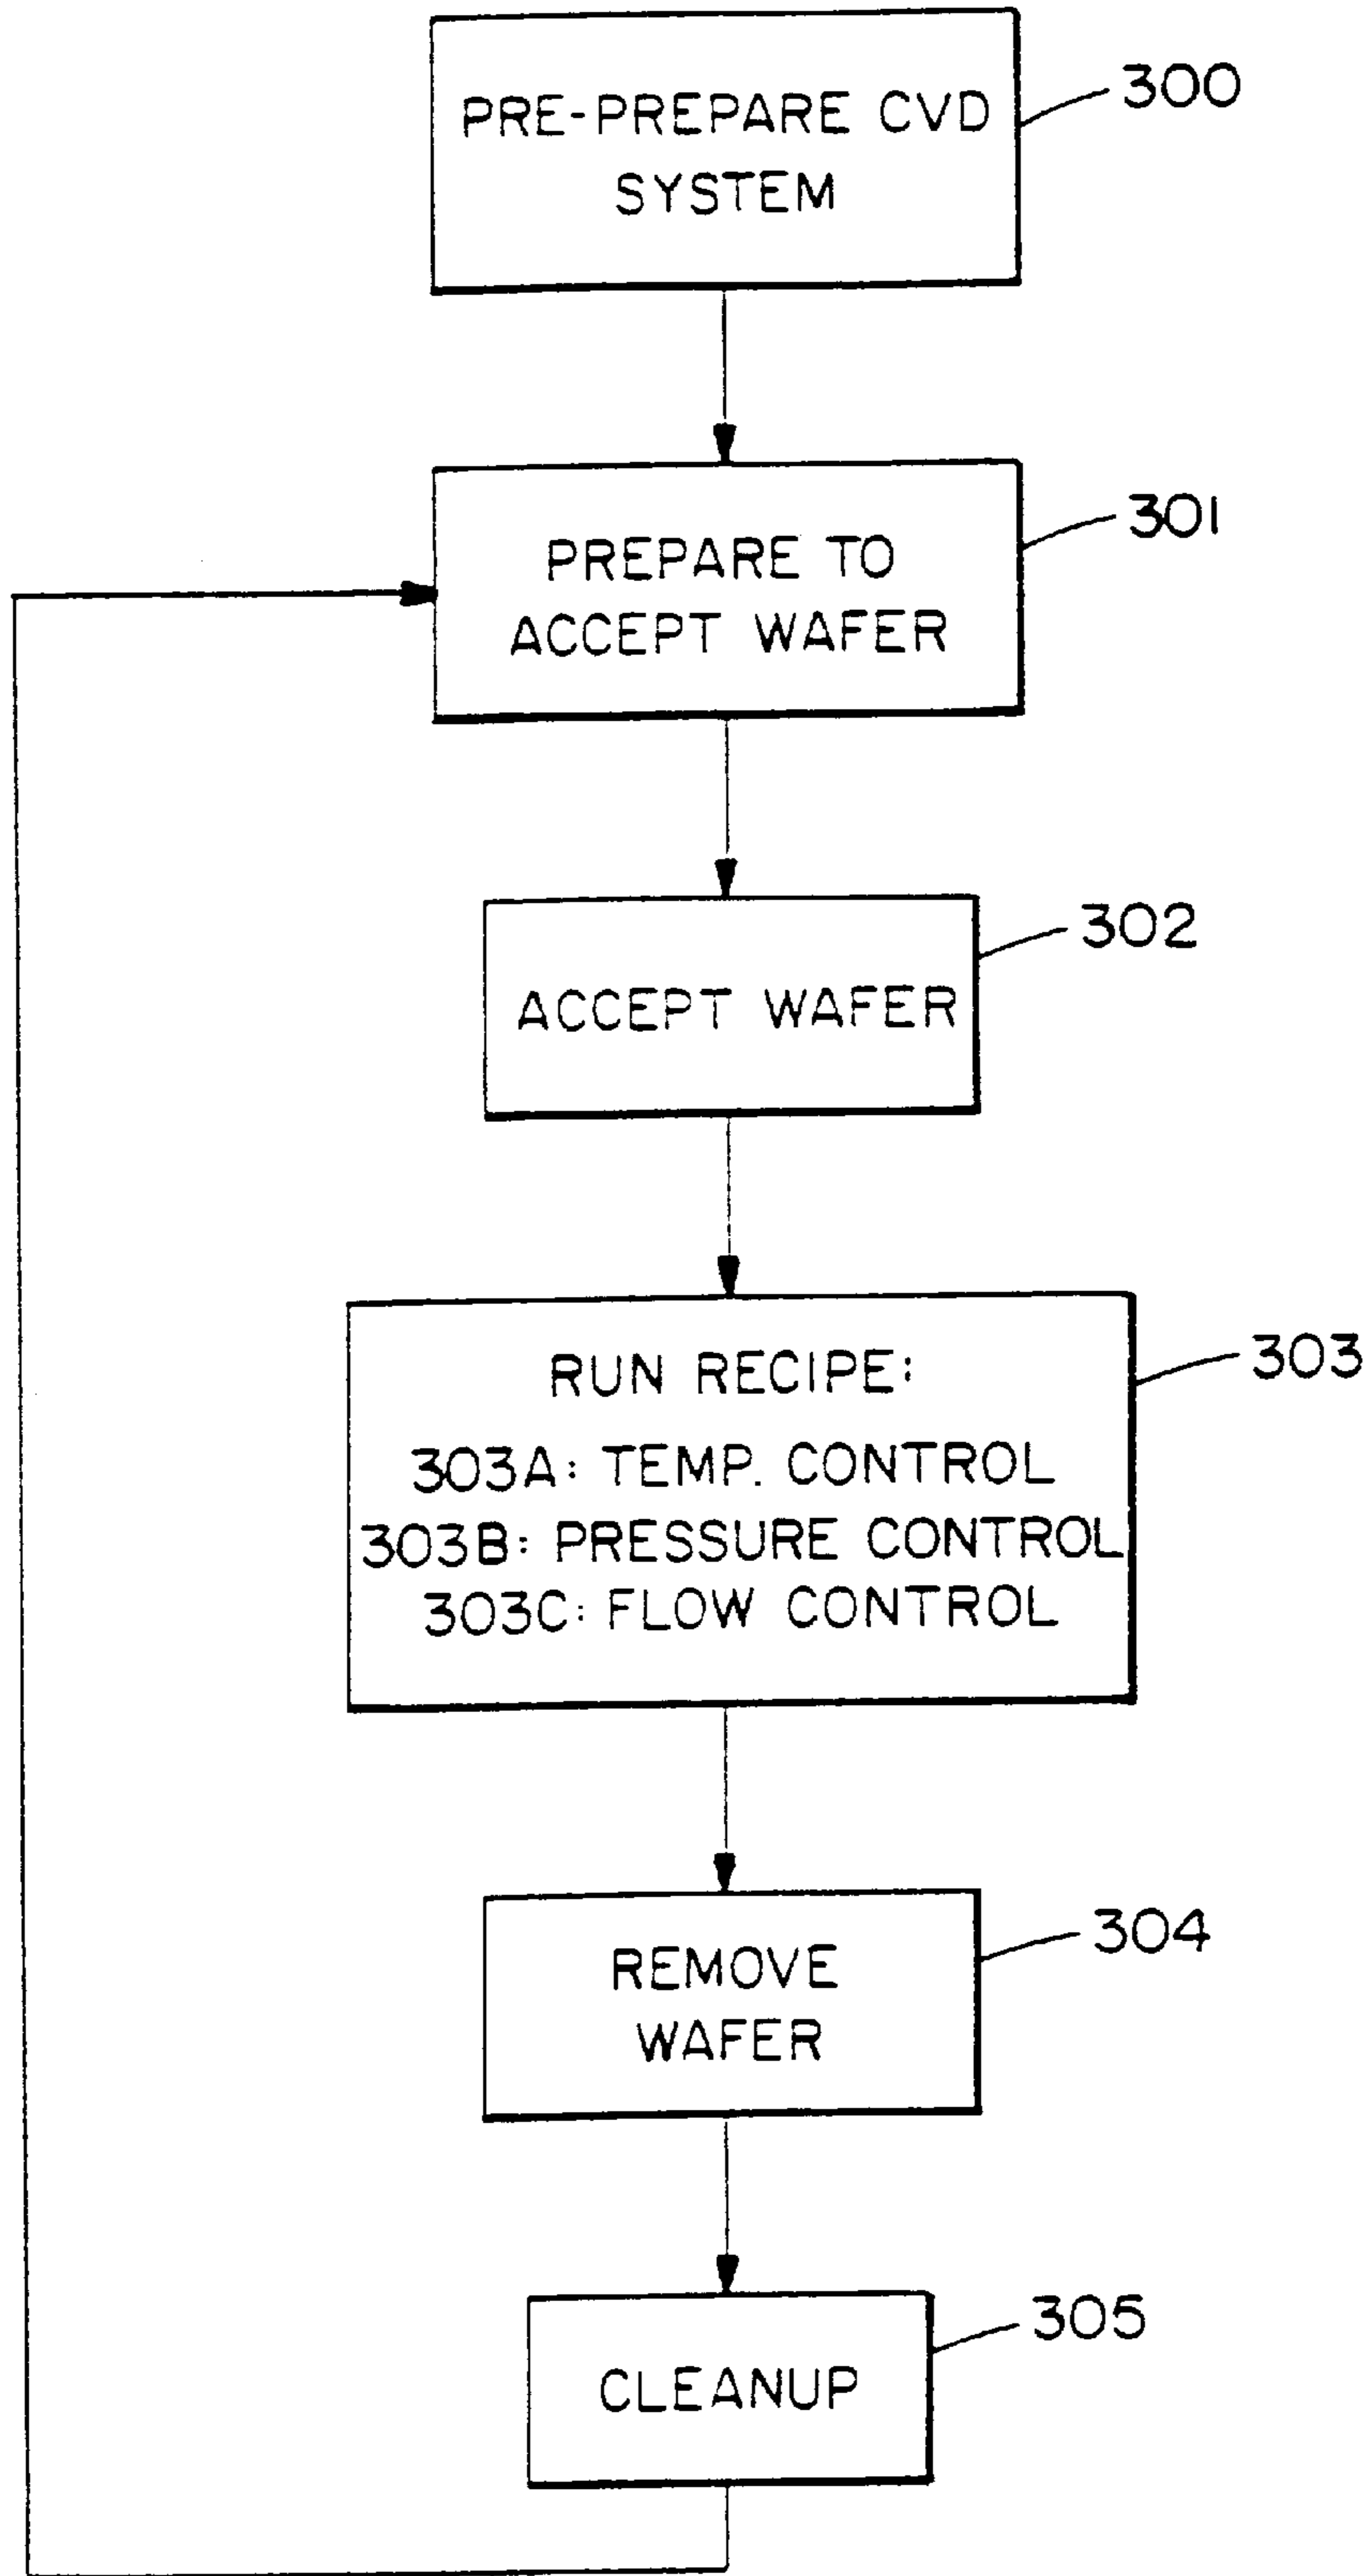 PRE-PREPARE CVD
SYSTEM
300
PREPARE TO
ACCEPT WAFER
301
ACCEPT WAFER
302
RUN RECIPE:
303A: TEMP. CONTROL
303B: PRESSURE CONTROL
303C: FLOW CONTROL
303
REMOVE
WAFER
304
CLEANUP
305